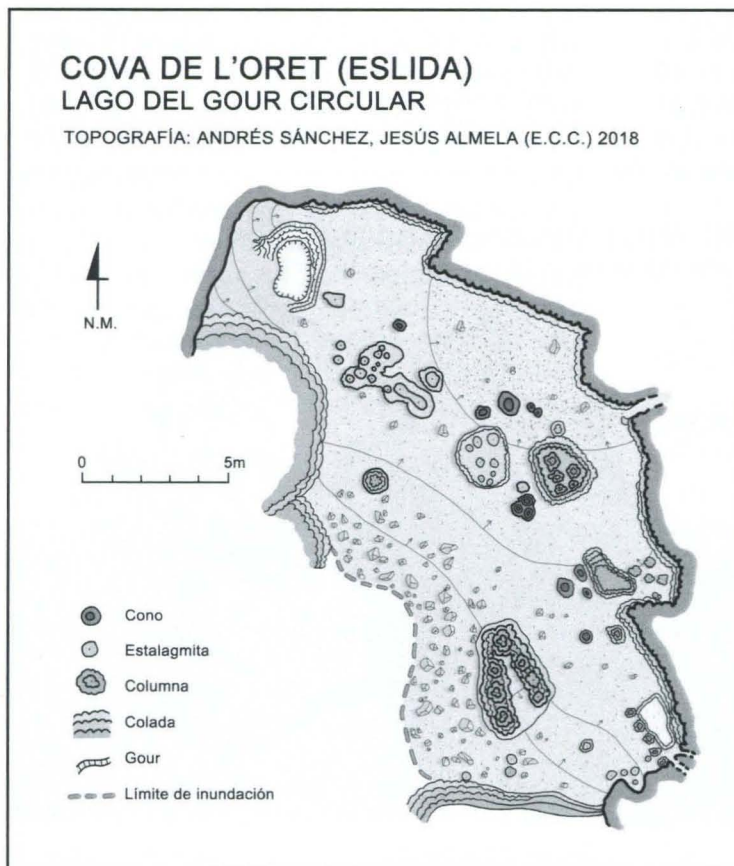 COVA DE L'ORET (ESLIDA)
LAGO DEL GOUR CIRCULAR
TOPOGRAFÍA: ANDRÉS SÁNCHEZ, JESÚS ALMELA (E.C.C.) 2018
N.M.
0 5m
Cono
Estalagmita
Columna
Colada
Gour
Límite de inundación